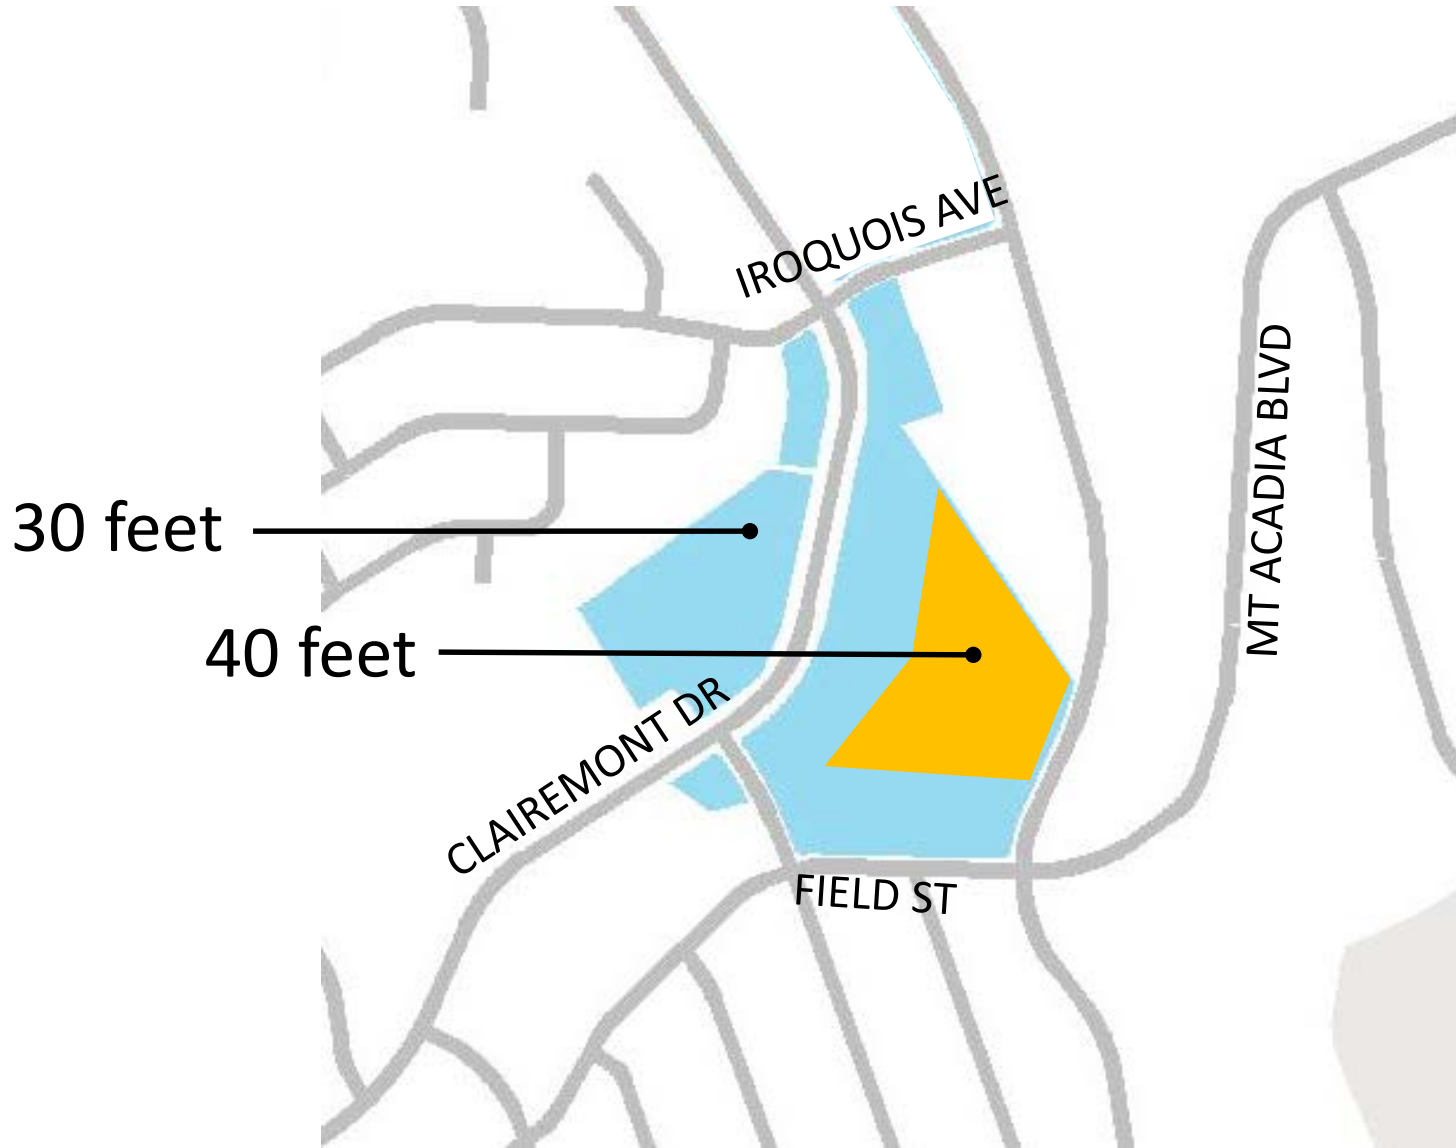 IROQUOIS AVE
MT ACADIA BLVD
30 feet
40 feet
CLAIREMONT DR
FIELD ST